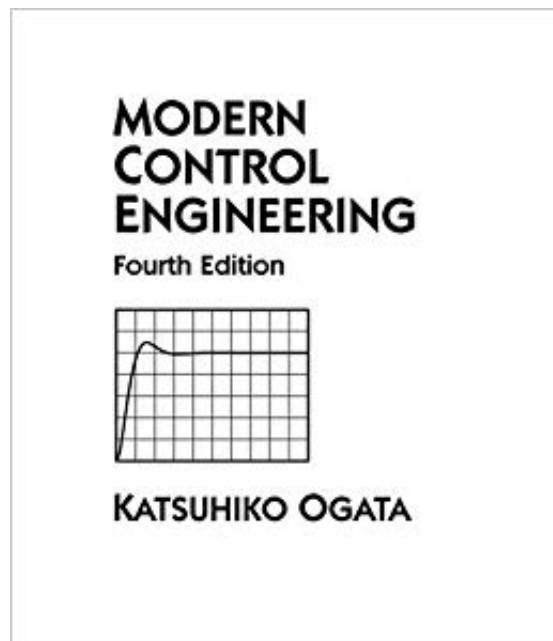 MODERN
CONTROL
ENGINEERING
Fourth Edition
KATSUHIKO OGATA